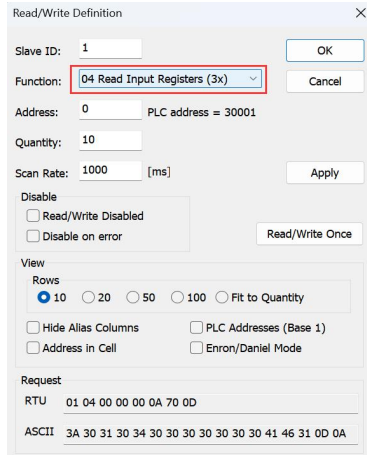 Read/Write Definition
Slave ID: 1
OK
Function: 04 Read Input Registers (3x)
Cancel
Address: 0 PLC address = 30001
Quantity: 10
Scan Rate: 1000 [ms]
Apply
Disable
Read/Write Disabled
Disable on error
Read/Write Once
View
Rows
10 20 50 100 Fit to Quantity
Hide Alias Columns PLC Addresses (Base 1)
Address in Cell Enron/Daniel Mode
Request
RTU 01 04 00 00 00 0A 70 0D
ASCII 3A 30 31 30 34 30 30 30 30 30 30 30 41 46 31 0D 0A